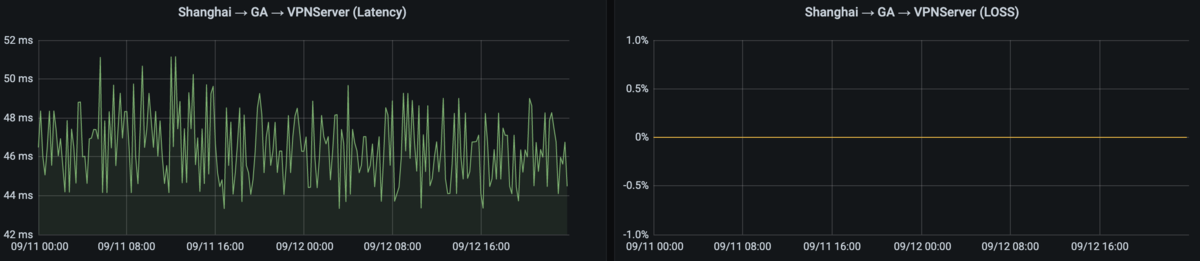 Shanghai → GA → VPNServer (Latency)
52 ms
50 ms
48 ms
46 ms
44 ms
42 ms
09/11 00:00 09/11 08:00 09/11 16:00 09/12 00:00 09/12 08:00 09/12 16:00
Shanghai → GA → VPNServer (LOSS)
1.0%
0.5%
0%
-0.5%
-1.0%
09/11 00:00 09/11 08:00 09/11 16:00 09/12 00:00 09/12 08:00 09/12 16:00